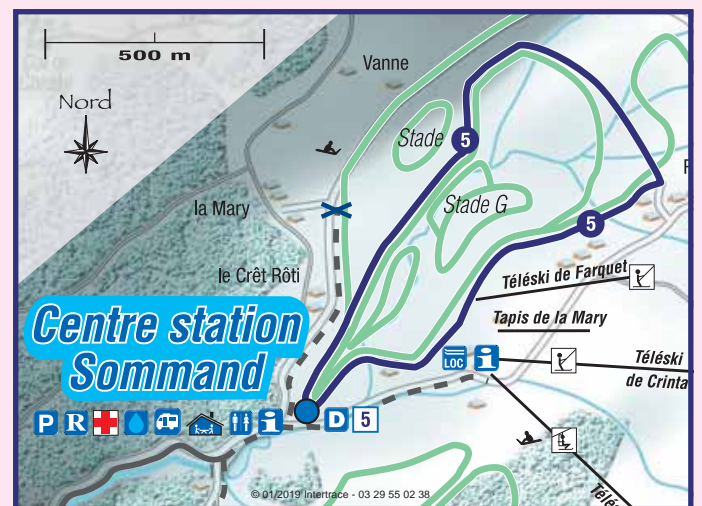 500 m
Nord
Vanne
Stade
5
Stade G
la Mary
5
le Crêt Rôti
Téléski de Farquet
Centre station
Sommand
Tapis de la Mary
LOC
i
Téléski
de Crinta
P R i D 5
© 01/2019 Intertrace - 03 29 55 02 38